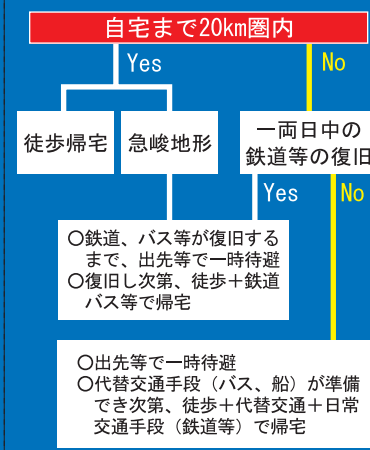 自宅まで20km圏内
Yes
No
徒歩帰宅
急峻地形
一両日中の
鉄道等の復旧
Yes
No
○鉄道、バス等が復旧する
まで、出先等で一時待避
○復旧し次第、徒歩＋鉄道
バス等で帰宅
○出先等で一時待避
○代替交通手段（バス、船）が準備
でき次第、徒歩＋代替交通＋日常
交通手段（鉄道等）で帰宅